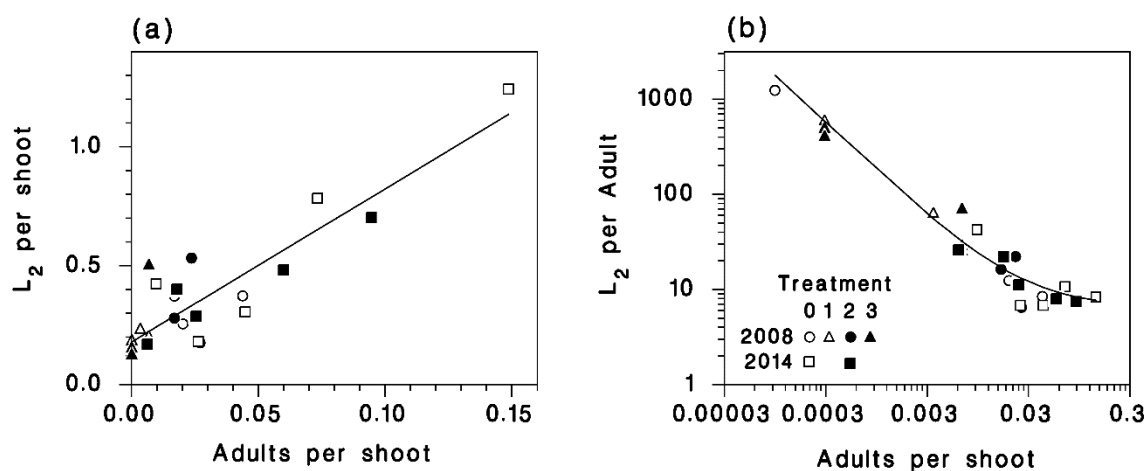 (a)
L2 per shoot
1.0
0.5
0.0
0.00 0.05 0.10 0.15
Adults per shoot
(b)
L2 per Adult
1000
100
10
1
Treatment
0 1 2 3
2008
2014
0.00003 0.0003 0.003 0.03 0.3
Adults per shoot